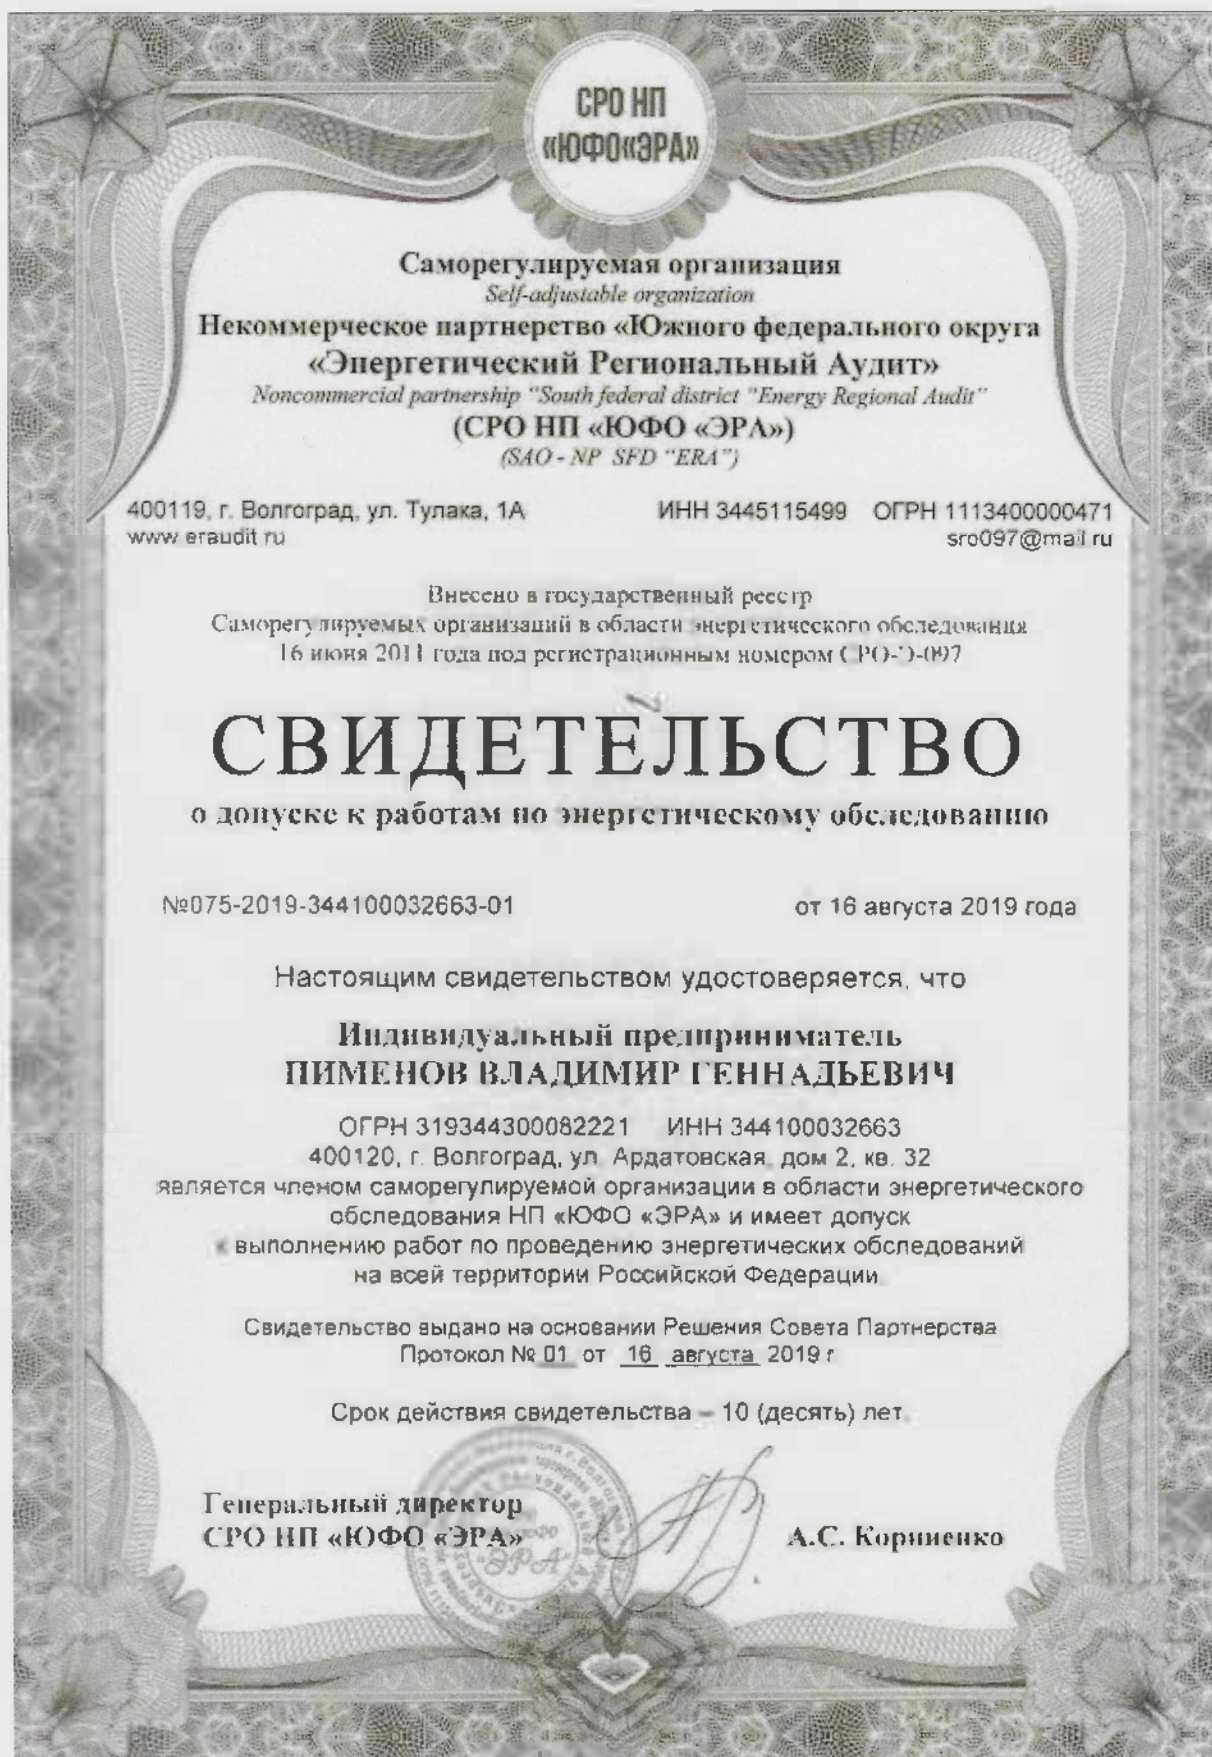 СРО НП
«ЮФО«ЭРА»
Саморегулируемая организация
Self-adjustable organization
Некоммерческое партнерство «Южного федерального округа
«Энергетический Региональный Аудит»
Noncommercial partnership "South federal district "Energy Regional Audit"
(СРО НП «ЮФО «ЭРА»)
(SAO - NP SFD "ERA")
400119, г. Волгоград, ул. Тулака, 1А ИНН 3445115499 ОГРН 1113400000471
www.eraudit.ru sro097@mail.ru
Внесено в государственный реестр
Саморегулируемых организаций в области энергетического обследования
16 июня 2011 года под регистрационным номером СРО-Э-097
СВИДЕТЕЛЬСТВО
о допуске к работам по энергетическому обследованию
№075-2019-344100032663-01 от 16 августа 2019 года
Настоящим свидетельством удостоверяется, что
Индивидуальный предприниматель
ПИМЕНОВ ВЛАДИМИР ГЕННАДЬЕВИЧ
ОГРН 319344300082221 ИНН 344100032663
400120, г. Волгоград, ул. Ардатовская, дом 2, кв. 32
является членом саморегулируемой организации в области энергетического
обследования НП «ЮФО «ЭРА» и имеет допуск
к выполнению работ по проведению энергетических обследований
на всей территории Российской Федерации.
Свидетельство выдано на основании Решения Совета Партнерства
Протокол № 01 от 16 августа 2019 г.
Срок действия свидетельства – 10 (десять) лет.
Генеральный директор
СРО НП «ЮФО «ЭРА» А.С. Корниенко
"ЭРА"